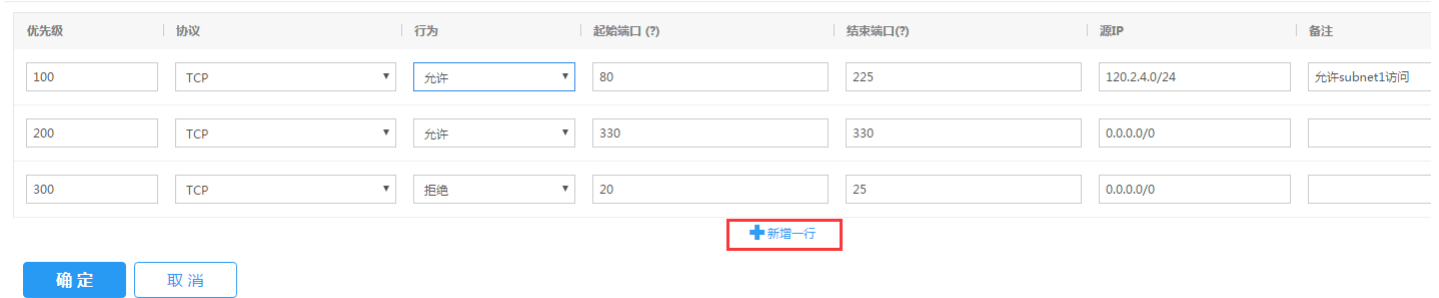 优先级 协议 行为 起始端口 (?) 结束端口(?) 源IP 备注
100 TCP 允许 80 225 120.2.4.0/24 允许subnet1访问
200 TCP 允许 330 330 0.0.0.0/0
300 TCP 拒绝 20 25 0.0.0.0/0
新增一行
确定 取消